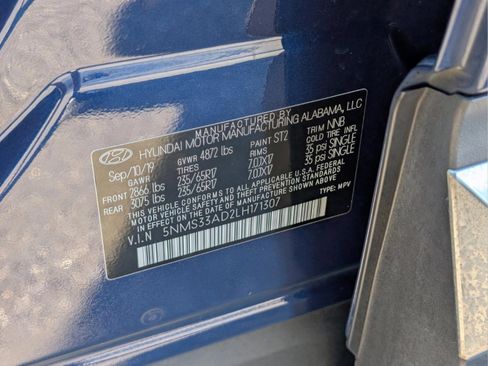 MANUFACTURED BY
HYUNDAI MOTOR MANUFACTURING ALABAMA, LLC
Sep/10/19 GVWR 4872 lbs PAINT ST2 TRIM NNB
GAWR TIRES RIMS COLD TIRE INFL
FRONT 2866 lbs 235/65R17 7.0JX17 35 psi SINGLE
REAR 3075 lbs 235/65R17 7.0JX17 35 psi SINGLE
THIS VEHICLE CONFORMS TO ALL APPLICABLE U.S.A. FEDERAL
MOTOR VEHICLE SAFETY AND THEFT PREVENTION STANDARDS
IN EFFECT ON THE DATE OF MANUFACTURE SHOWN ABOVE.
V.I.N 5NMS33AD2LH171307 TYPE: MPV